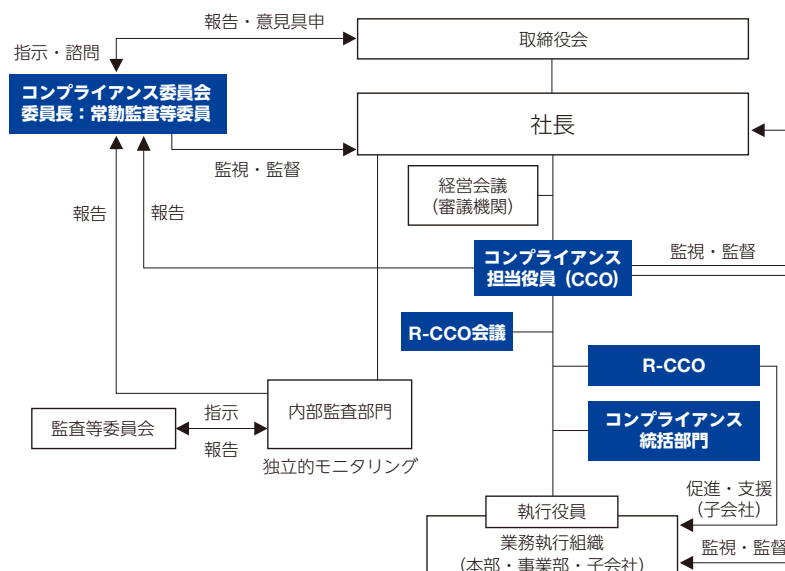 報告・意見具申
取締役会
指示・諮問
コンプライアンス委員会
委員長：常勤監査等委員
社長
監視・監督
経営会議
(審議機関)
報告
報告
コンプライアンス
担当役員（CCO）
監視・監督
R-CCO会議
R-CCO
内部監査部門
コンプライアンス
統括部門
監査等委員会
指示
報告
独立的モニタリング
促進・支援
(子会社)
執行役員
業務執行組織
(本部・事業部・子会社)
監視・監督